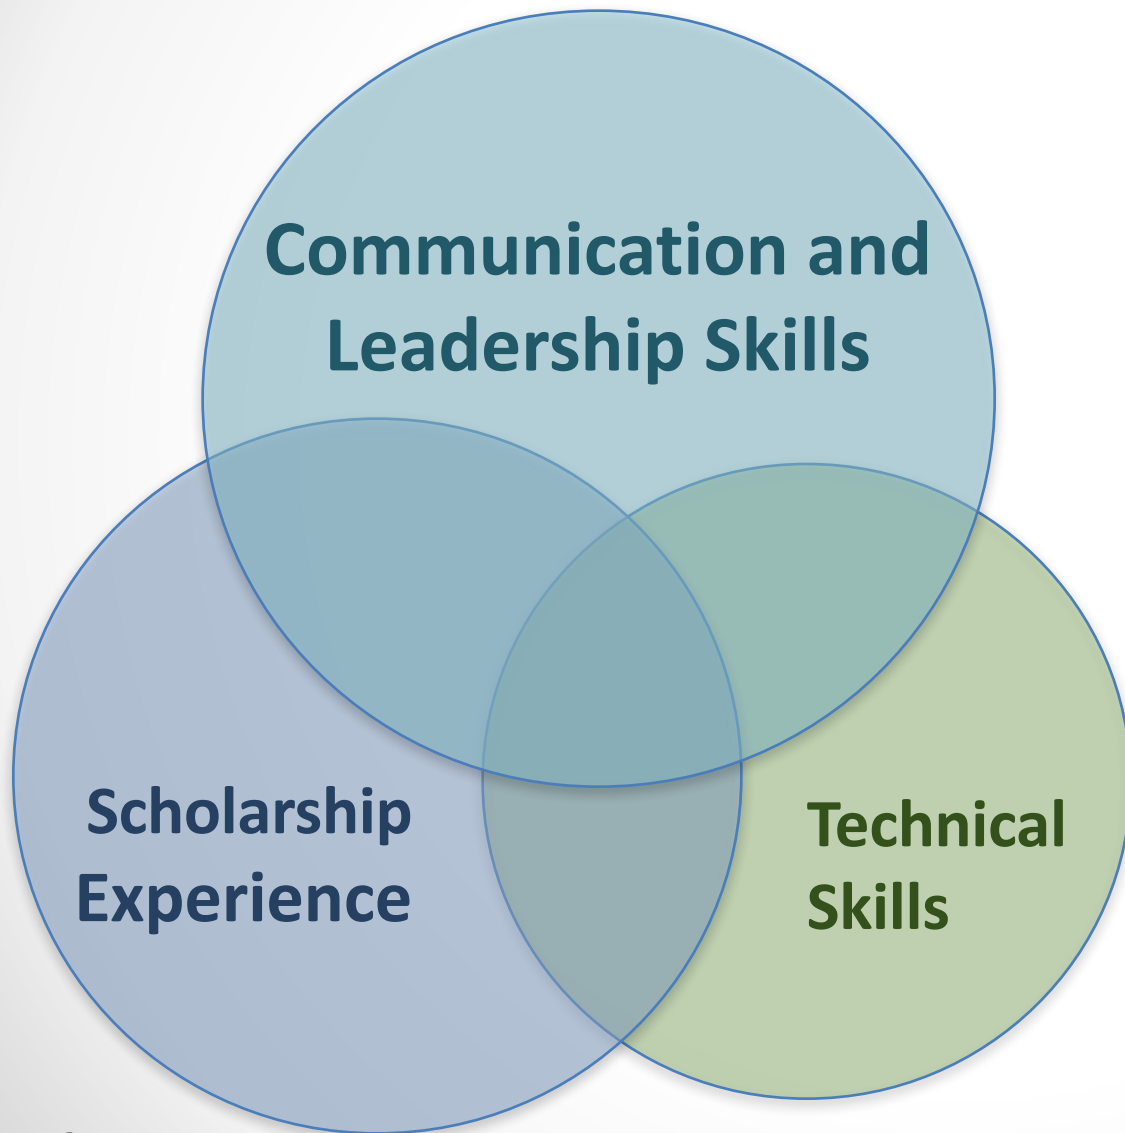 Communication and
Leadership Skills
Scholarship
Experience
Technical
Skills